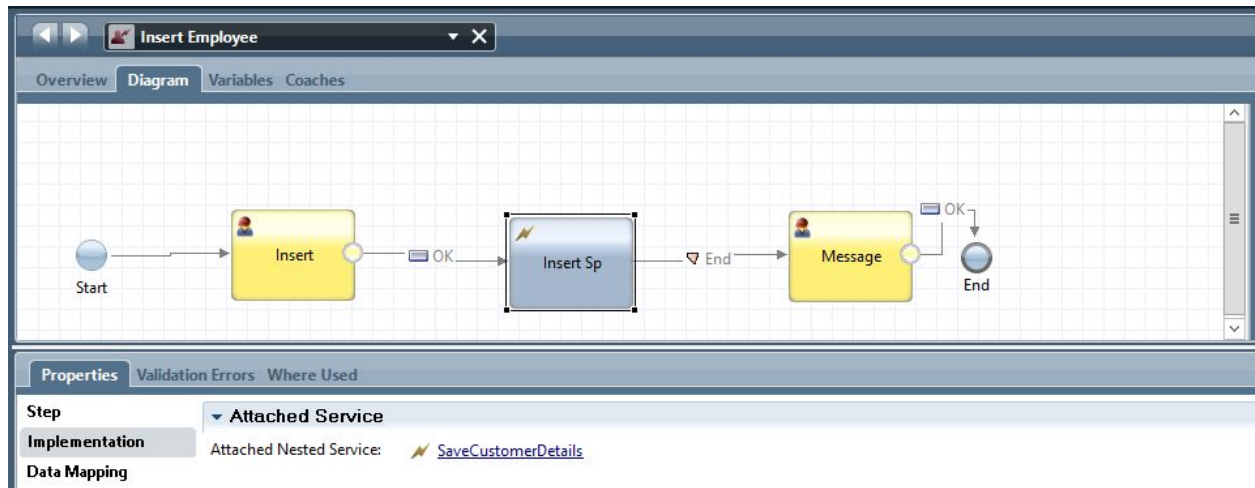 Insert Employee
Overview Diagram Variables Coaches
Start
Insert
OK
Insert Sp
End
Message
OK
End
Properties Validation Errors Where Used
Step
Attached Service
Implementation
Attached Nested Service: SaveCustomerDetails
Data Mapping